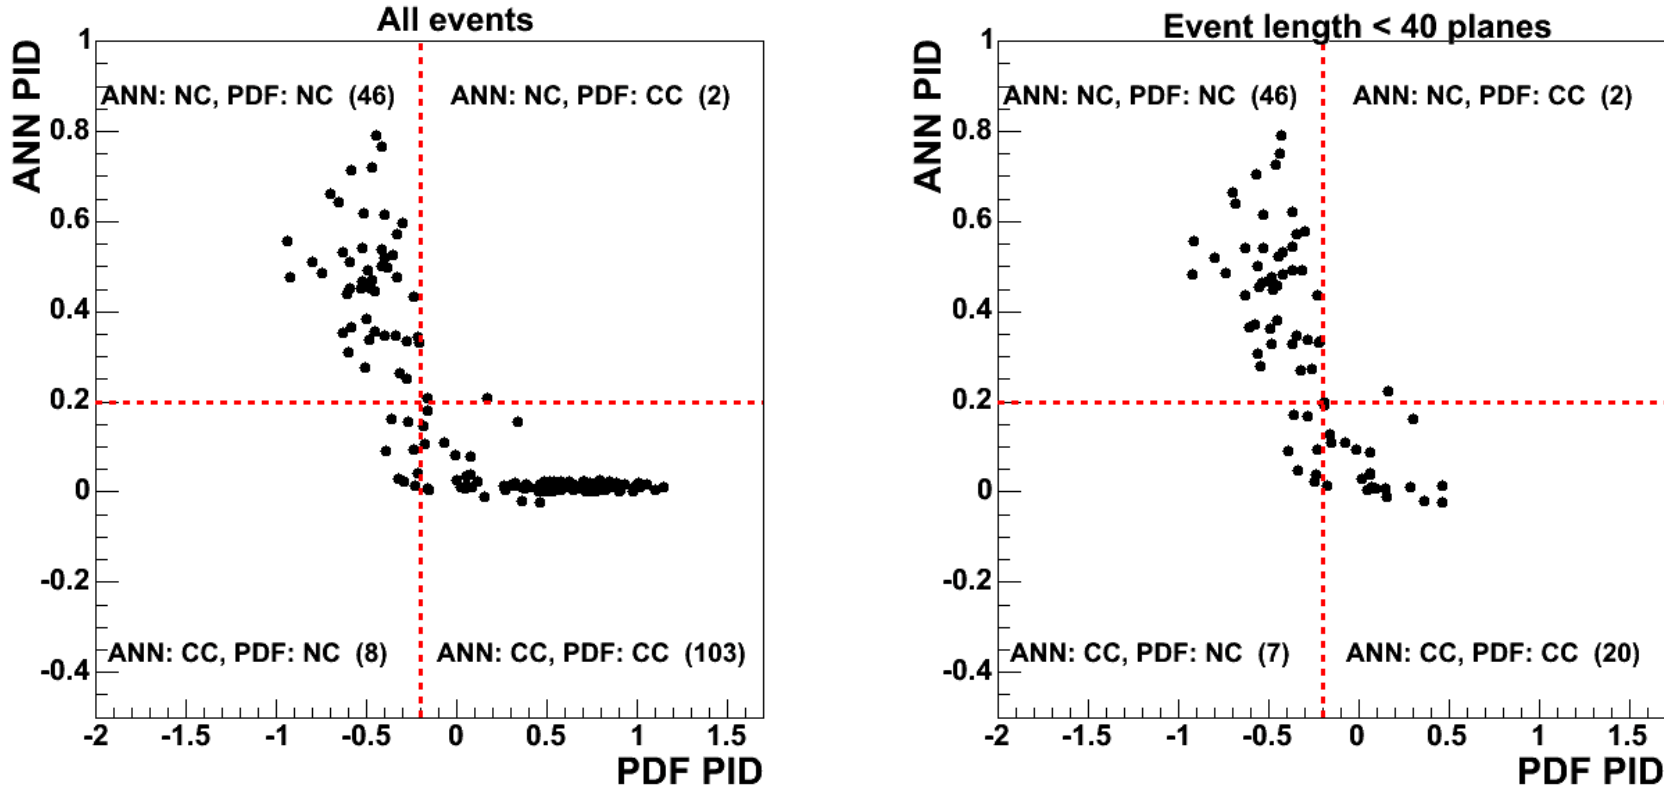 All events
ANN PID
1
0.8
0.6
0.4
0.2
0
-0.2
-0.4
ANN: NC, PDF: NC (46)
ANN: NC, PDF: CC (2)
ANN: CC, PDF: NC (8)
ANN: CC, PDF: CC (103)
-2 -1.5 -1 -0.5 0 0.5 1 1.5
PDF PID
Event length < 40 planes
ANN PID
1
0.8
0.6
0.4
0.2
0
-0.2
-0.4
ANN: NC, PDF: NC (46)
ANN: NC, PDF: CC (2)
ANN: CC, PDF: NC (7)
ANN: CC, PDF: CC (20)
-2 -1.5 -1 -0.5 0 0.5 1 1.5
PDF PID